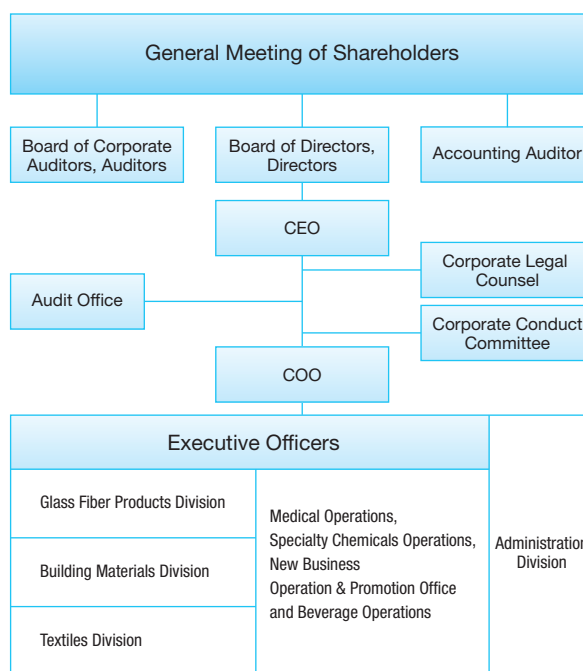 General Meeting of Shareholders
Board of Corporate
Auditors, Auditors
Board of Directors,
Directors
Accounting Auditor
CEO
Corporate Legal
Counsel
Audit Office
Corporate Conduct
Committee
COO
Executive Officers
Glass Fiber Products Division
Building Materials Division
Textiles Division
Medical Operations,
Specialty Chemicals Operations,
New Business
Operation & Promotion Office
and Beverage Operations
Administration
Division